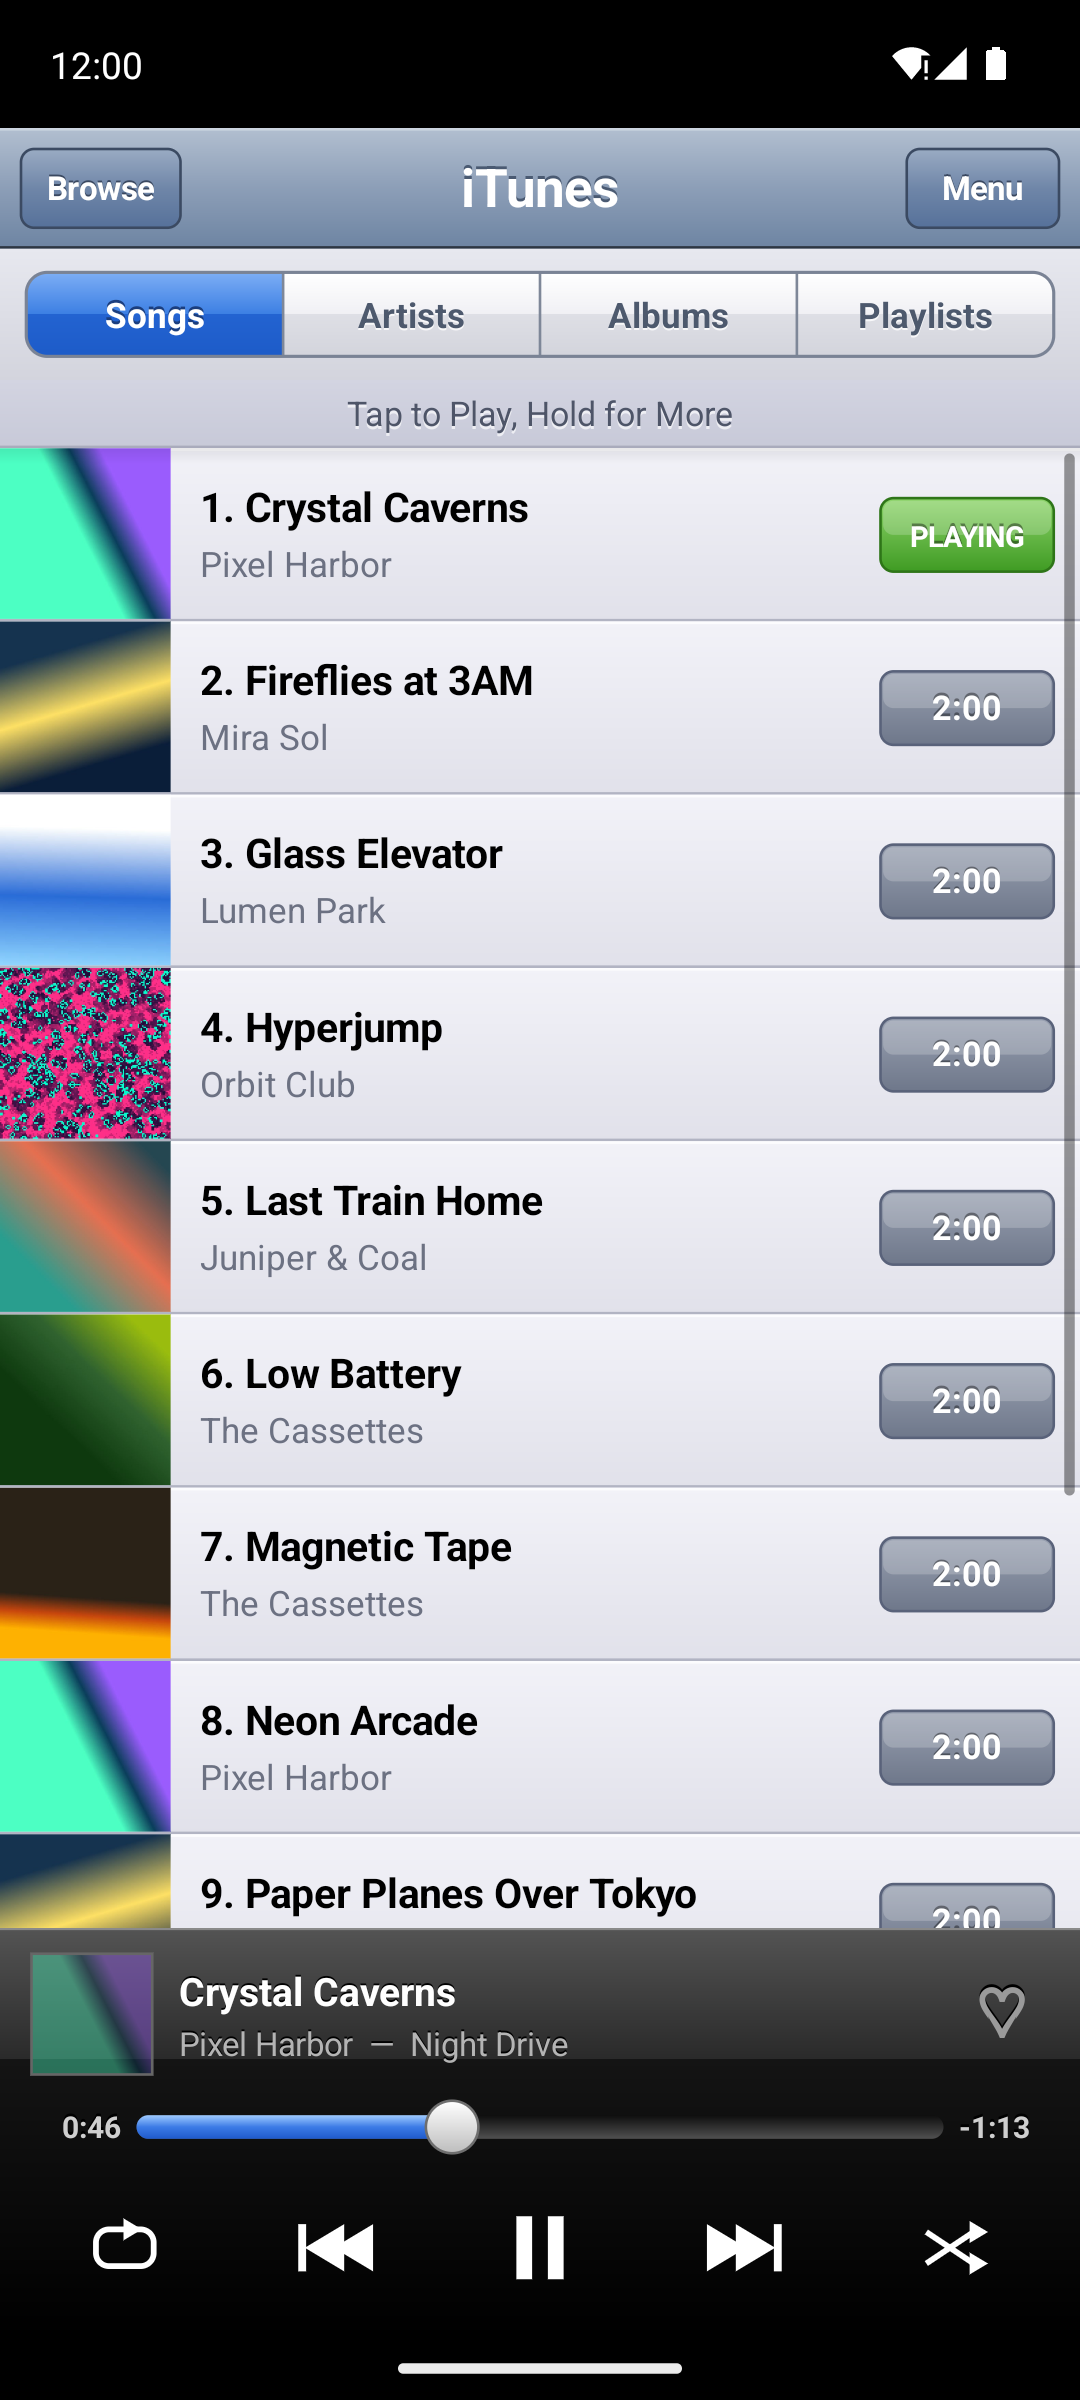 12:00
Browse
iTunes
Menu
Songs
Artists
Albums
Playlists
Tap to Play, Hold for More
1. Crystal Caverns
Pixel Harbor
PLAYING
2. Fireflies at 3AM
Mira Sol
2:00
3. Glass Elevator
Lumen Park
2:00
4. Hyperjump
Orbit Club
2:00
5. Last Train Home
Juniper & Coal
2:00
6. Low Battery
The Cassettes
2:00
7. Magnetic Tape
The Cassettes
2:00
8. Neon Arcade
Pixel Harbor
2:00
9. Paper Planes Over Tokyo
2:00
Crystal Caverns
Pixel Harbor — Night Drive
0:46
-1:13